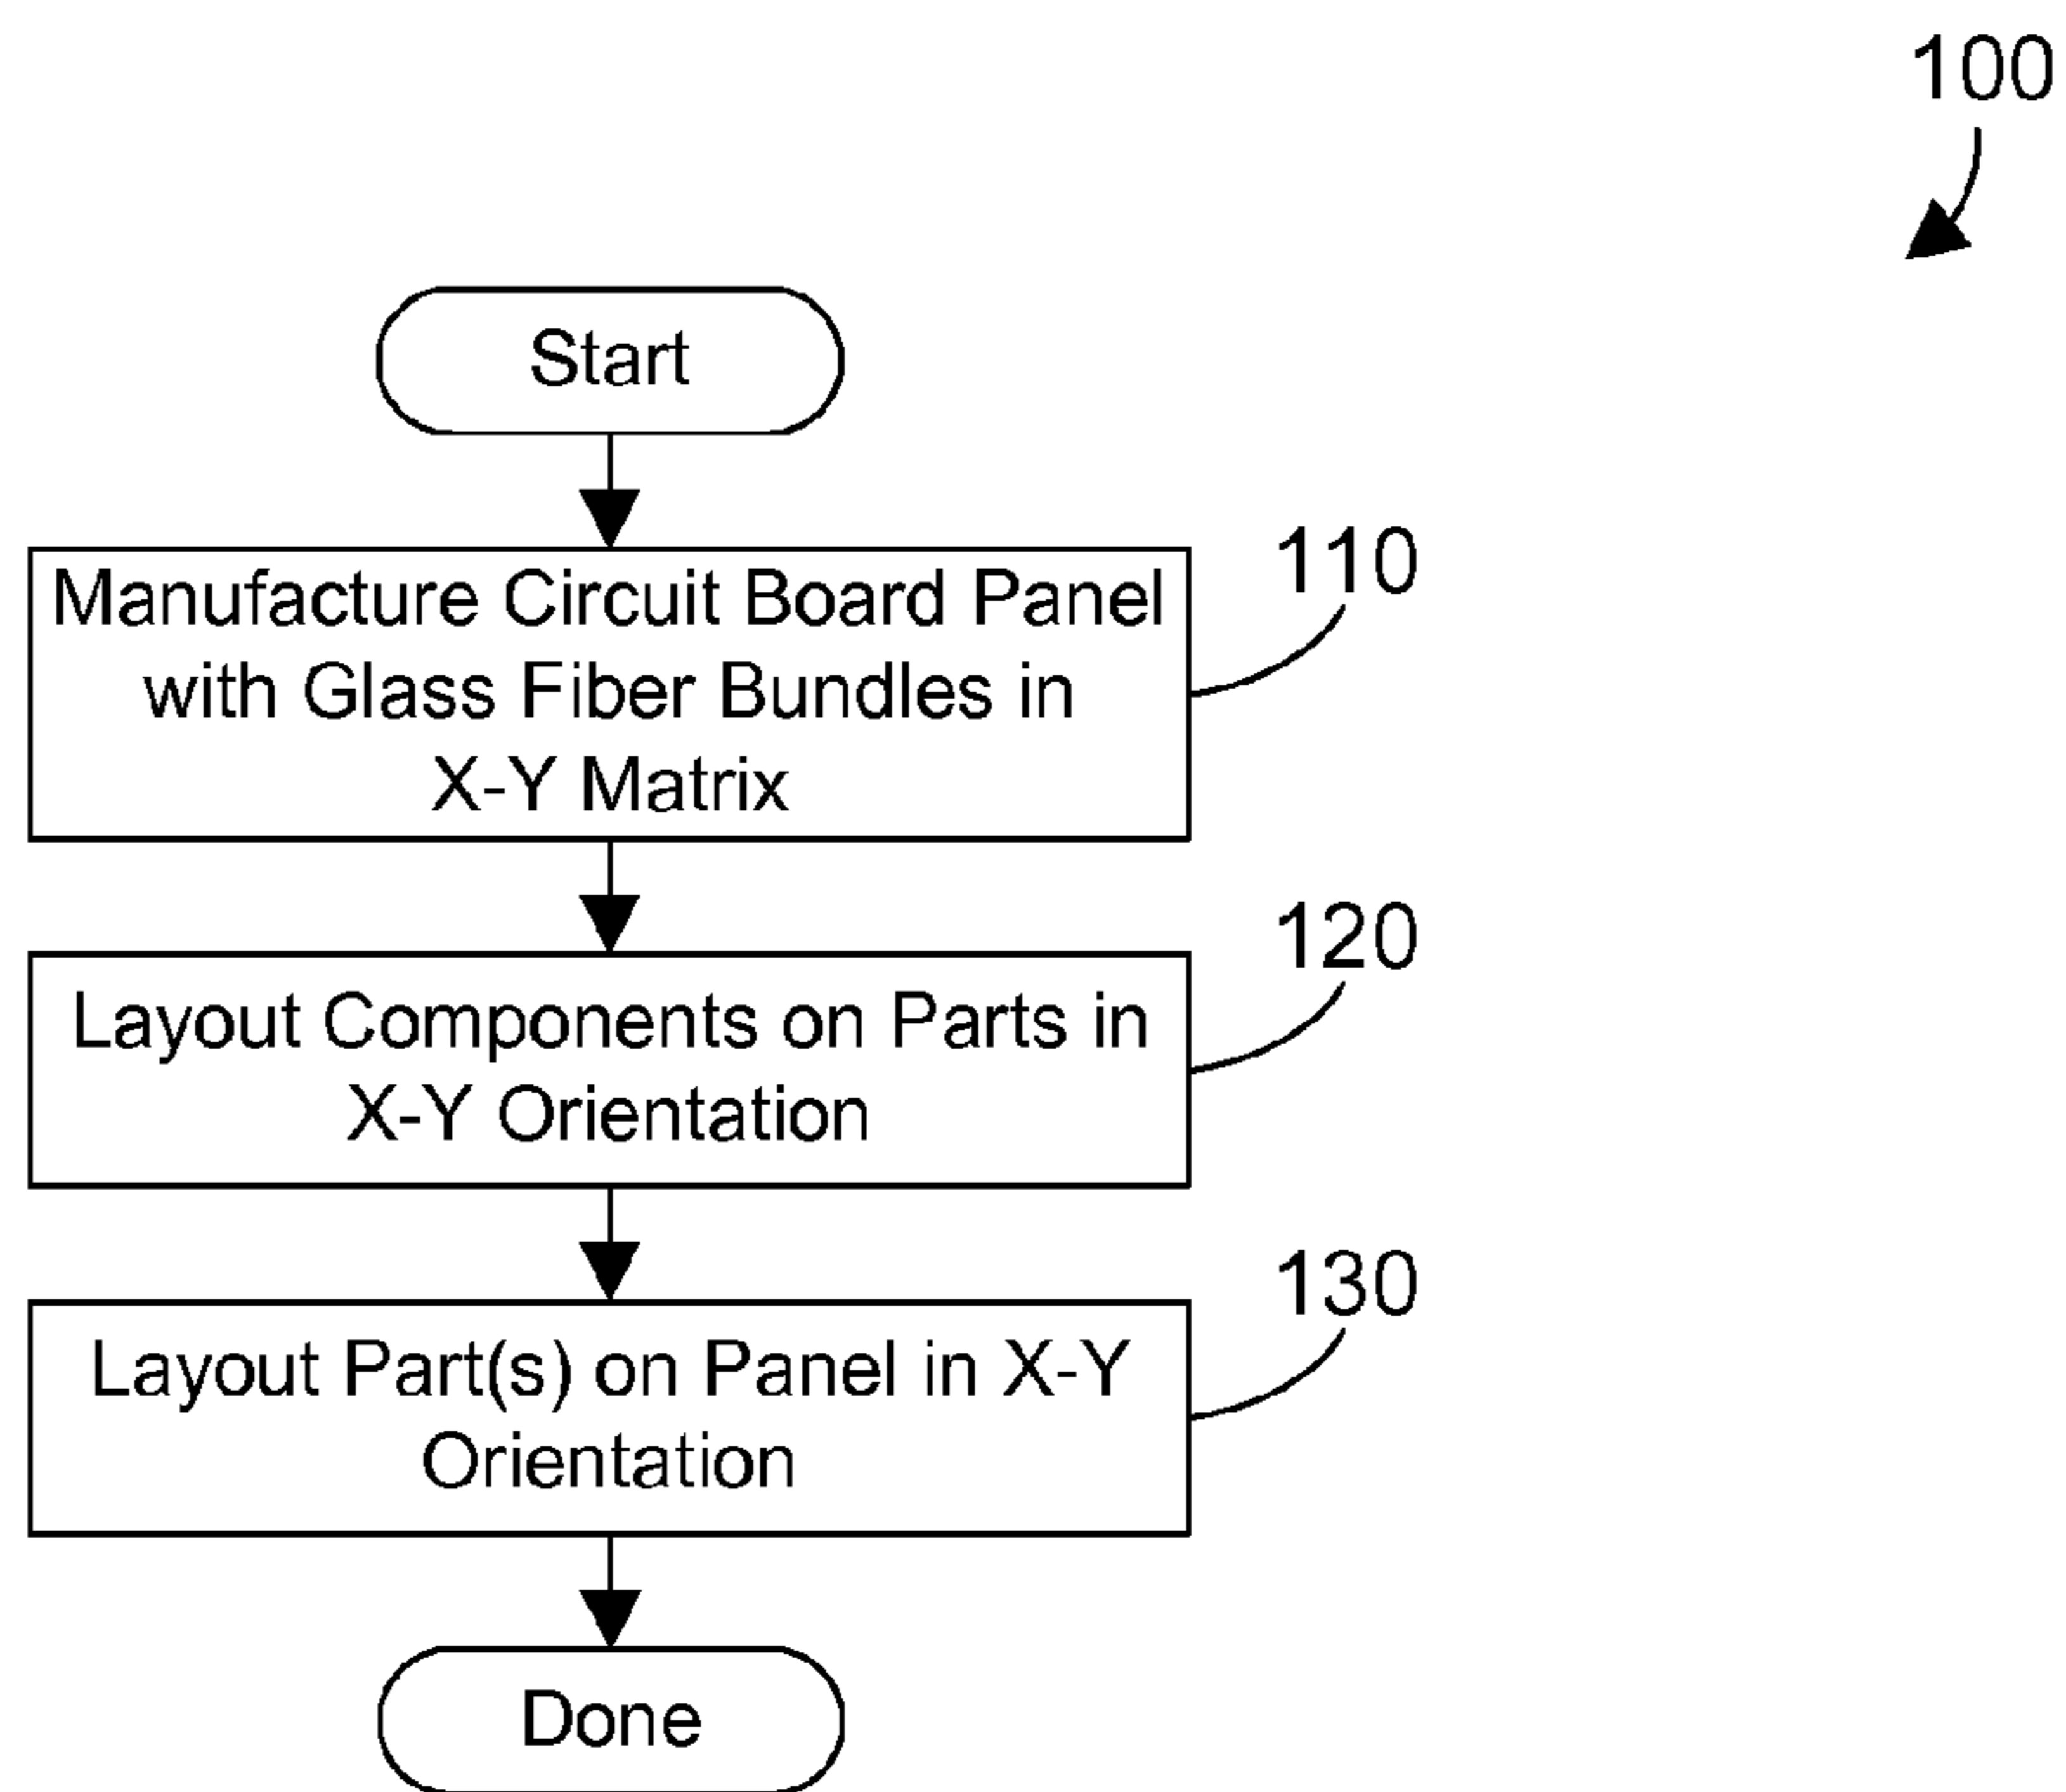 100
Start
Manufacture Circuit Board Panel
with Glass Fiber Bundles in
X-Y Matrix
110
Layout Components on Parts in
X-Y Orientation
120
Layout Part(s) on Panel in X-Y
Orientation
130
Done